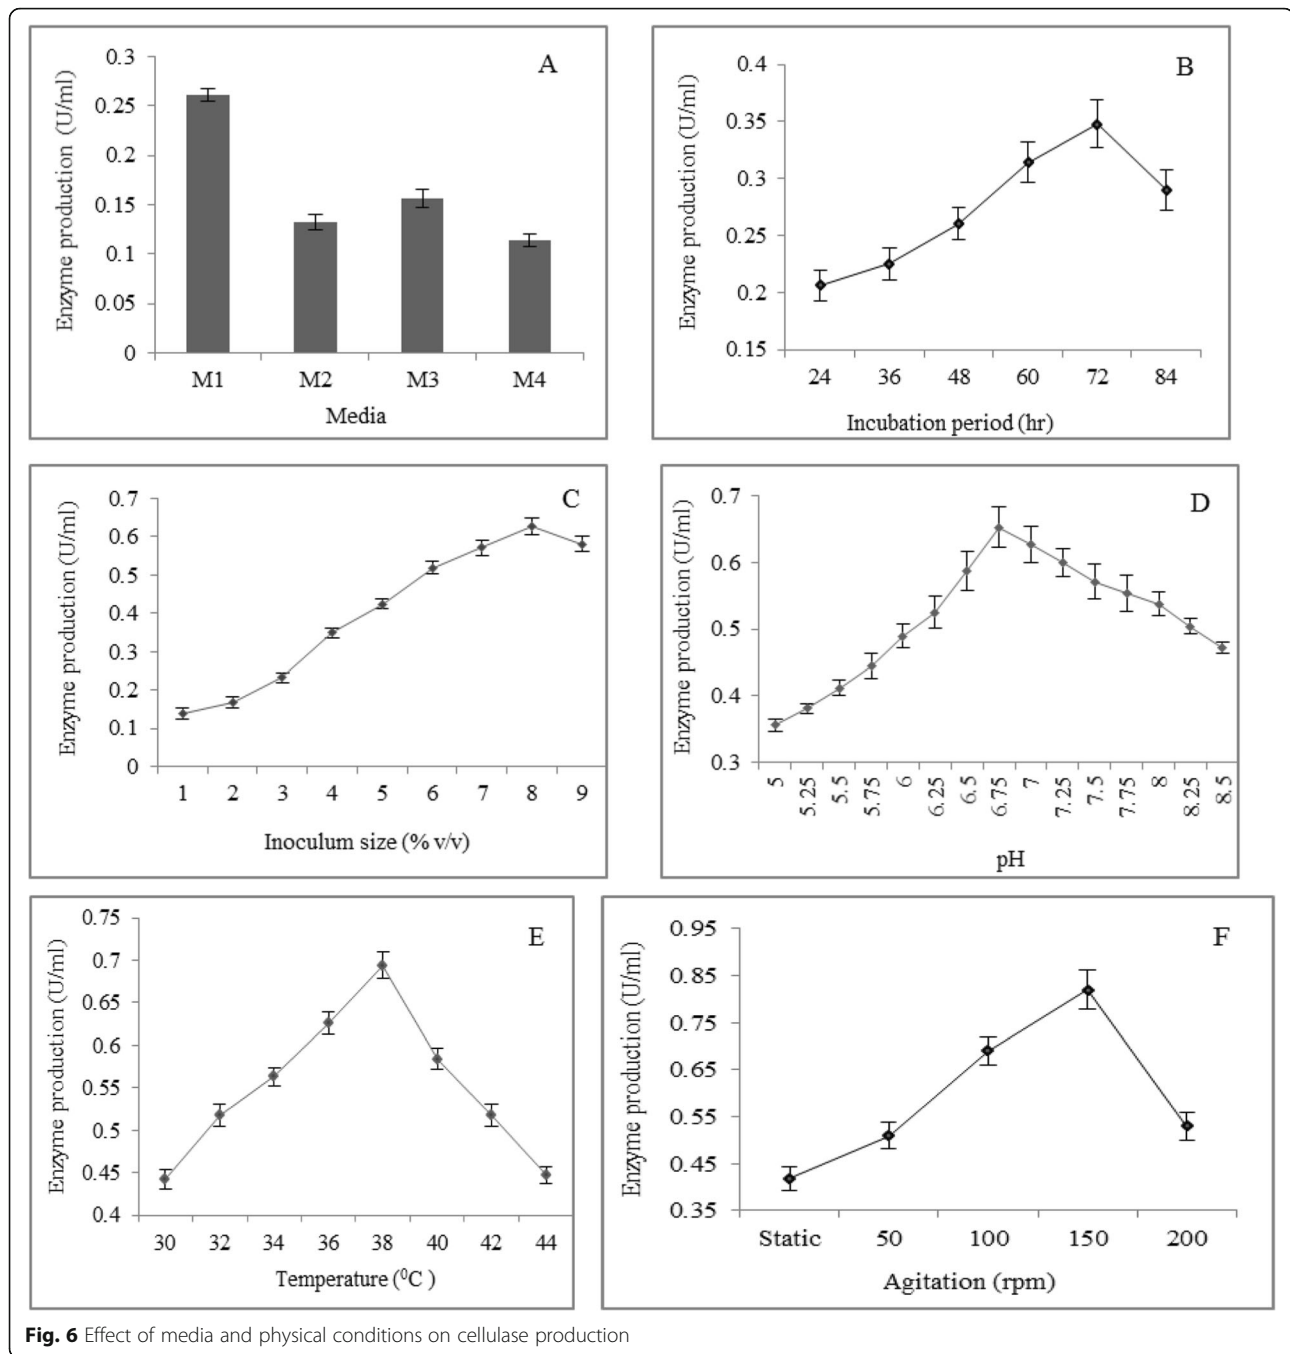 A
Enzyme production (U/ml)
0.3
0.25
0.2
0.15
0.1
0.05
0
M1 M2 M3 M4
Media
B
Enzyme production (U/ml)
0.4
0.35
0.3
0.25
0.2
0.15
24 36 48 60 72 84
Incubation period (hr)
C
Enzyme production (U/ml)
0.7
0.6
0.5
0.4
0.3
0.2
0.1
0
1 2 3 4 5 6 7 8 9
Inoculum size (% v/v)
D
Enzyme production (U/ml)
0.7
0.6
0.5
0.4
0.3
5 5.25 5.5 5.75 6 6.25 6.5 6.75 7 7.25 7.5 7.75 8 8.25 8.5
pH
E
Enzyme production (U/ml)
0.75
0.7
0.65
0.6
0.55
0.5
0.45
0.4
30 32 34 36 38 40 42 44
Temperature (⁰C )
F
Enzyme production (U/ml)
0.95
0.85
0.75
0.65
0.55
0.45
0.35
Static 50 100 150 200
Agitation (rpm)
Fig. 6 Effect of media and physical conditions on cellulase production